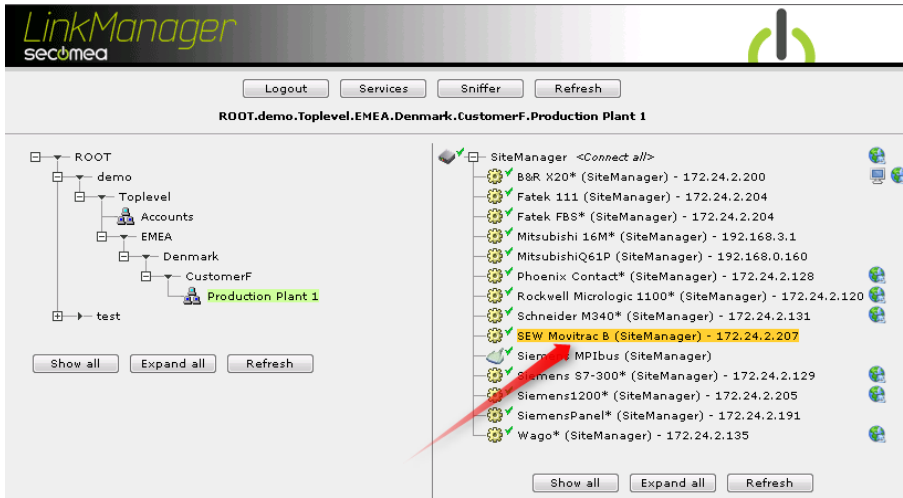 LinkManager
secomea
Logout Services Sniffer Refresh
ROOT.demo.Toplevel.EMEA.Denmark.CustomerF.Production Plant 1
ROOT
demo
Toplevel
Accounts
EMEA
Denmark
CustomerF
Production Plant 1
test
Show all Expand all Refresh
SiteManager <Connect all>
B&R X20* (SiteManager) - 172.24.2.200
Fatek 111 (SiteManager) - 172.24.2.204
Fatek FBS* (SiteManager) - 172.24.2.204
Mitsubishi 16M* (SiteManager) - 192.168.3.1
MitsubishiQ61P (SiteManager) - 192.168.0.160
Phoenix Contact* (SiteManager) - 172.24.2.128
Rockwell Micrologic 1100* (SiteManager) - 172.24.2.120
Schneider M340* (SiteManager) - 172.24.2.131
SEW Movitrac B (SiteManager) - 172.24.2.207
Siemens MPIbus (SiteManager)
Siemens S7-300* (SiteManager) - 172.24.2.129
Siemens1200* (SiteManager) - 172.24.2.205
SiemensPanel* (SiteManager) - 172.24.2.191
Wago* (SiteManager) - 172.24.2.135
Show all Expand all Refresh